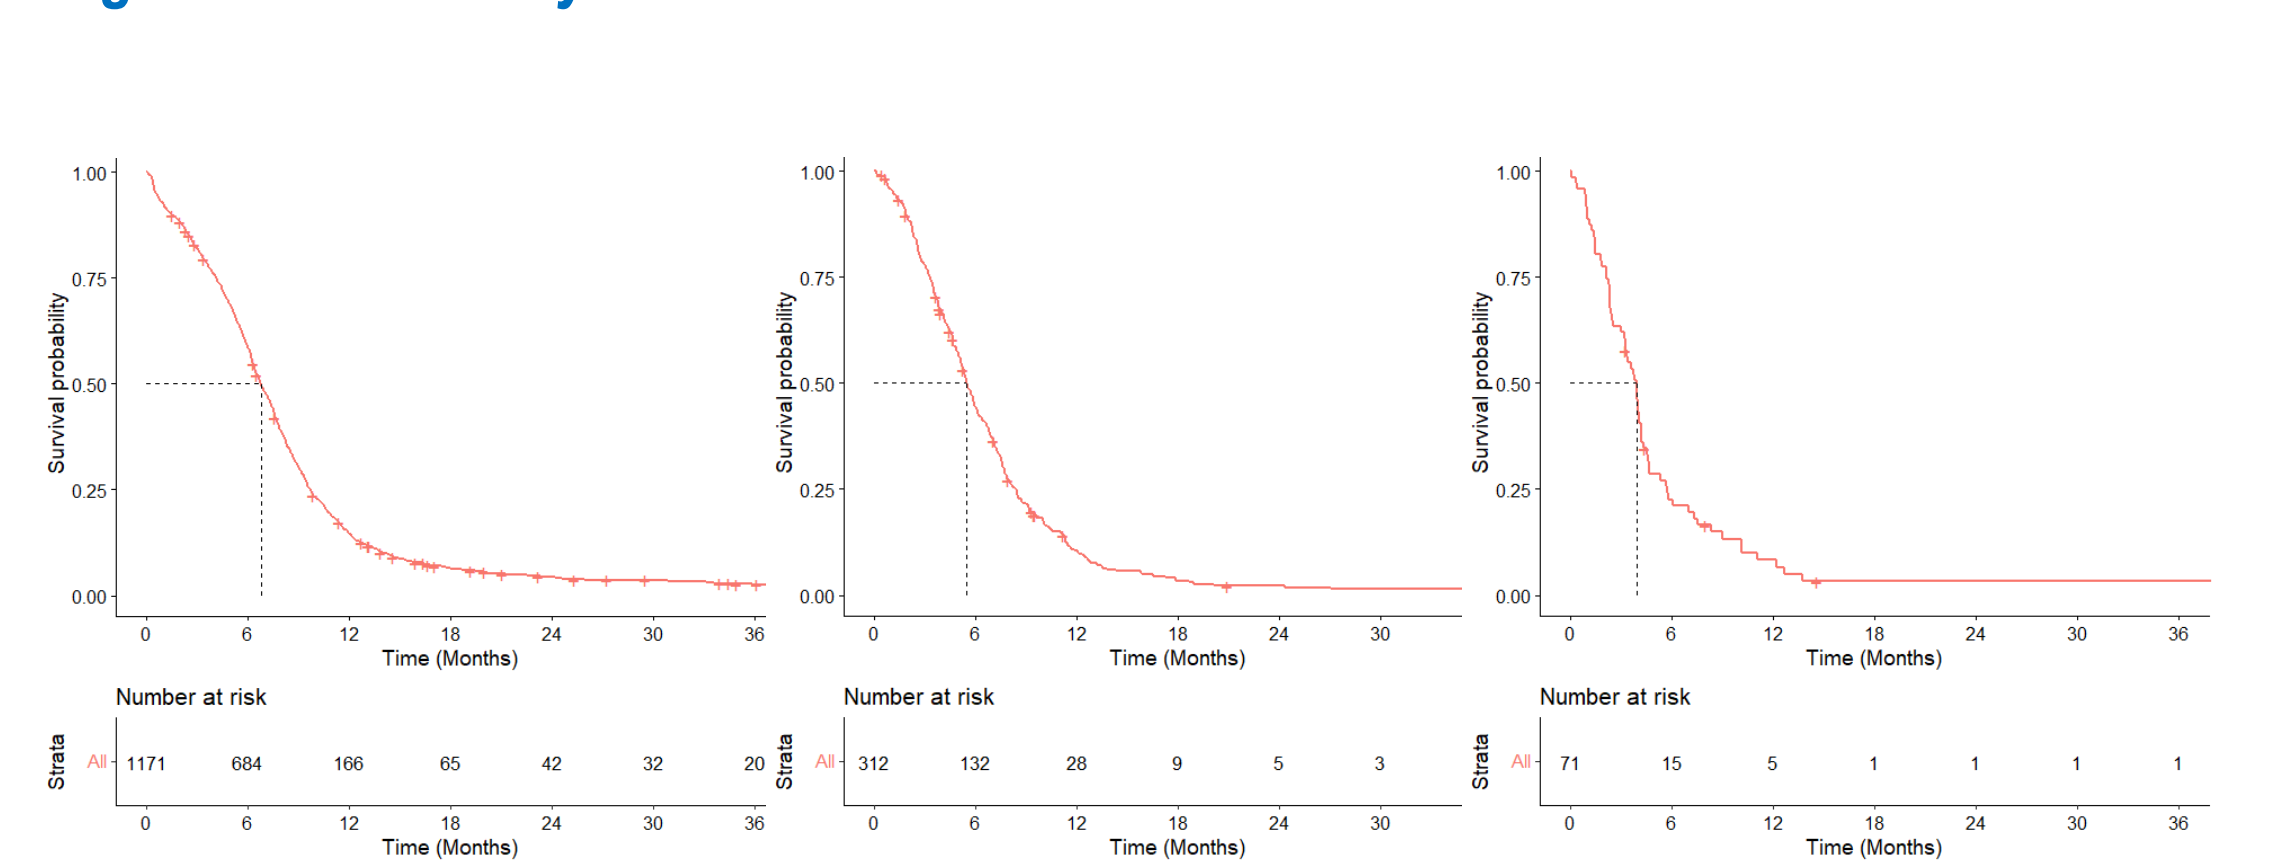 1.00
0.75
0.50
0.25
0.00
Survival probability
0 6 12 18 24 30 36
Time (Months)
Number at risk
Strata
All 1171 684 166 65 42 32 20
0 6 12 18 24 30 36
Time (Months)
1.00
0.75
0.50
0.25
0.00
Survival probability
0 6 12 18 24 30
Time (Months)
Number at risk
Strata
All 312 132 28 9 5 3
0 6 12 18 24 30
Time (Months)
1.00
0.75
0.50
0.25
0.00
Survival probability
0 6 12 18 24 30 36
Time (Months)
Number at risk
Strata
All 71 15 5 1 1 1 1
0 6 12 18 24 30 36
Time (Months)